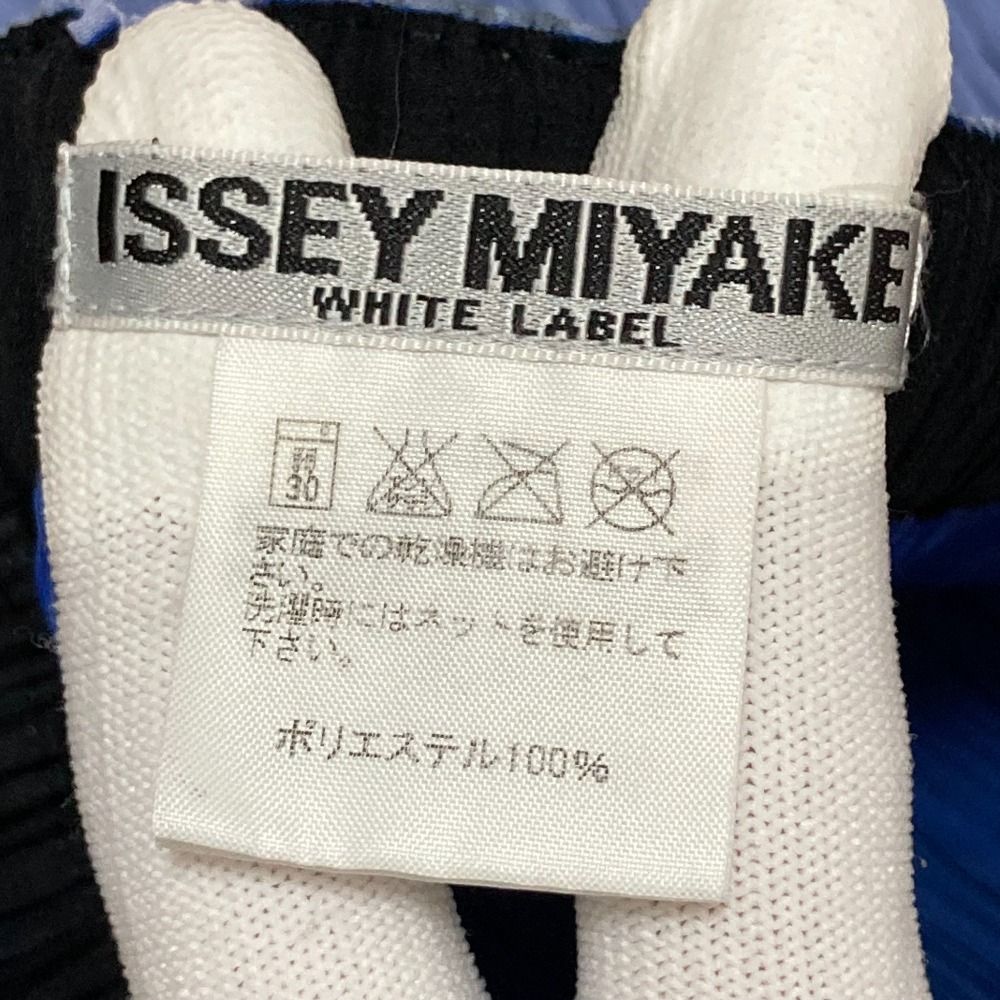 ISSEY MIYAKE
WHITE LABEL
弱
30
家庭での乾燥機はお避け下
さい。
洗濯時にはネットを使用して
下さい。
ポリエステル100%